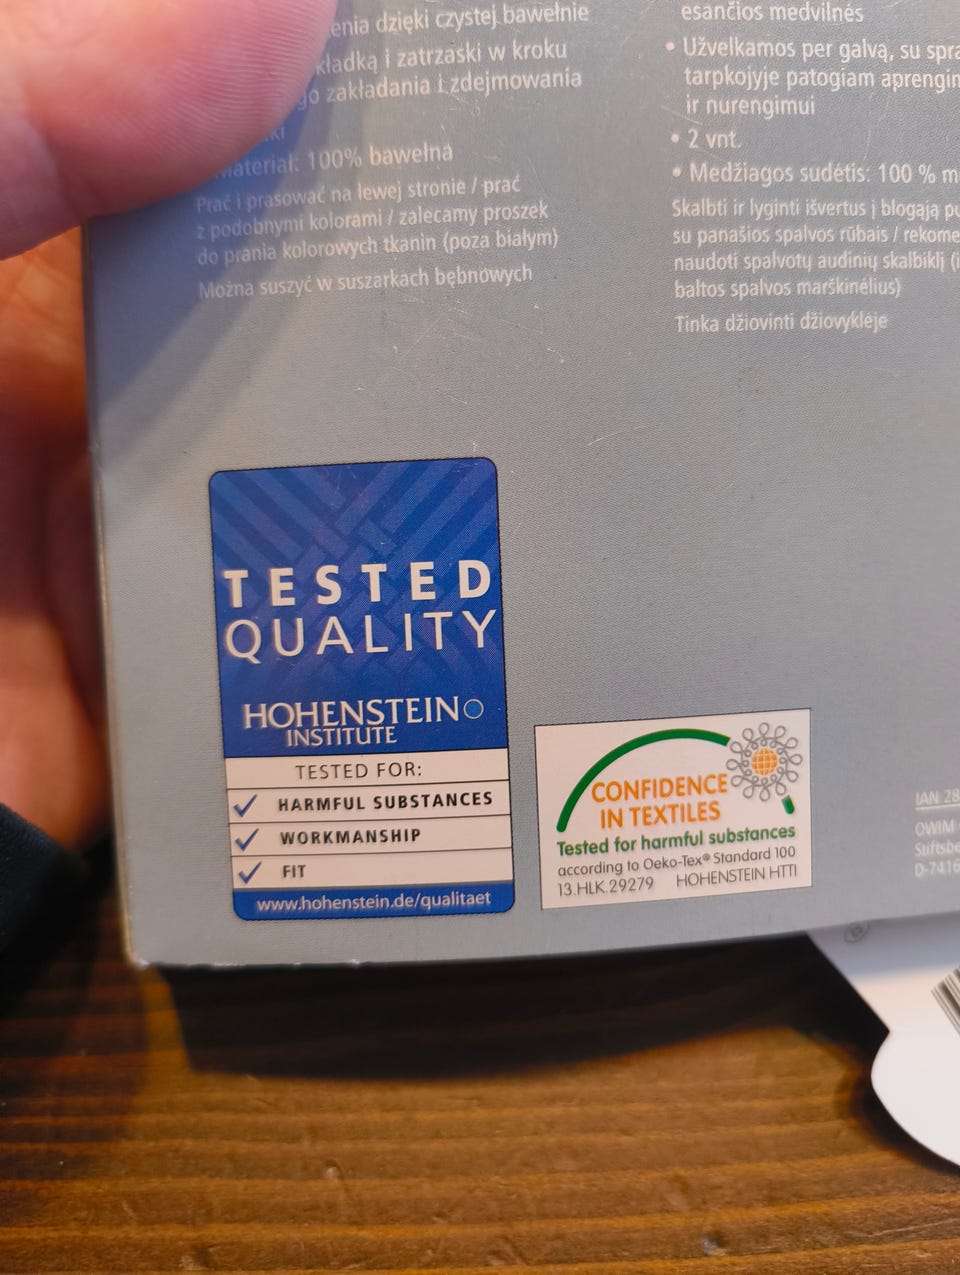 dzięki czystej bawełnie
i zatrzaski w kroku
zakładania i zdejmowania
materiał: 100% bawełna
Prać i prasować na lewej stronie / prać
z podobnymi kolorami / zalecamy proszek
do prania kolorowych tkanin (poza białym)
Można suszyć w suszarkach bębnowych
esančios medvilnės
• Užvelkamos per galvą, su
tarpkojyje patogiam
ir nurengimui
• 2 vnt.
• Medžiagos sudėtis: 100 %
Skalbti ir lyginti išvertus į blogąją
su panašios spalvos rūbais /
naudoti spalvotų audinių skalbiklį
baltos spalvos marškinėlius)
Tinka džiovinti džiovyklėje
TESTED
QUALITY
HOHENSTEIN
INSTITUTE
TESTED FOR:
HARMFUL SUBSTANCES
WORKMANSHIP
FIT
www.hohenstein.de/qualitaet
CONFIDENCE
IN TEXTILES
Tested for harmful substances
according to Oeko-Tex® Standard 100
13.HLK.29279 HOHENSTEIN HTTI
IAN 28
OWIM
D-7416